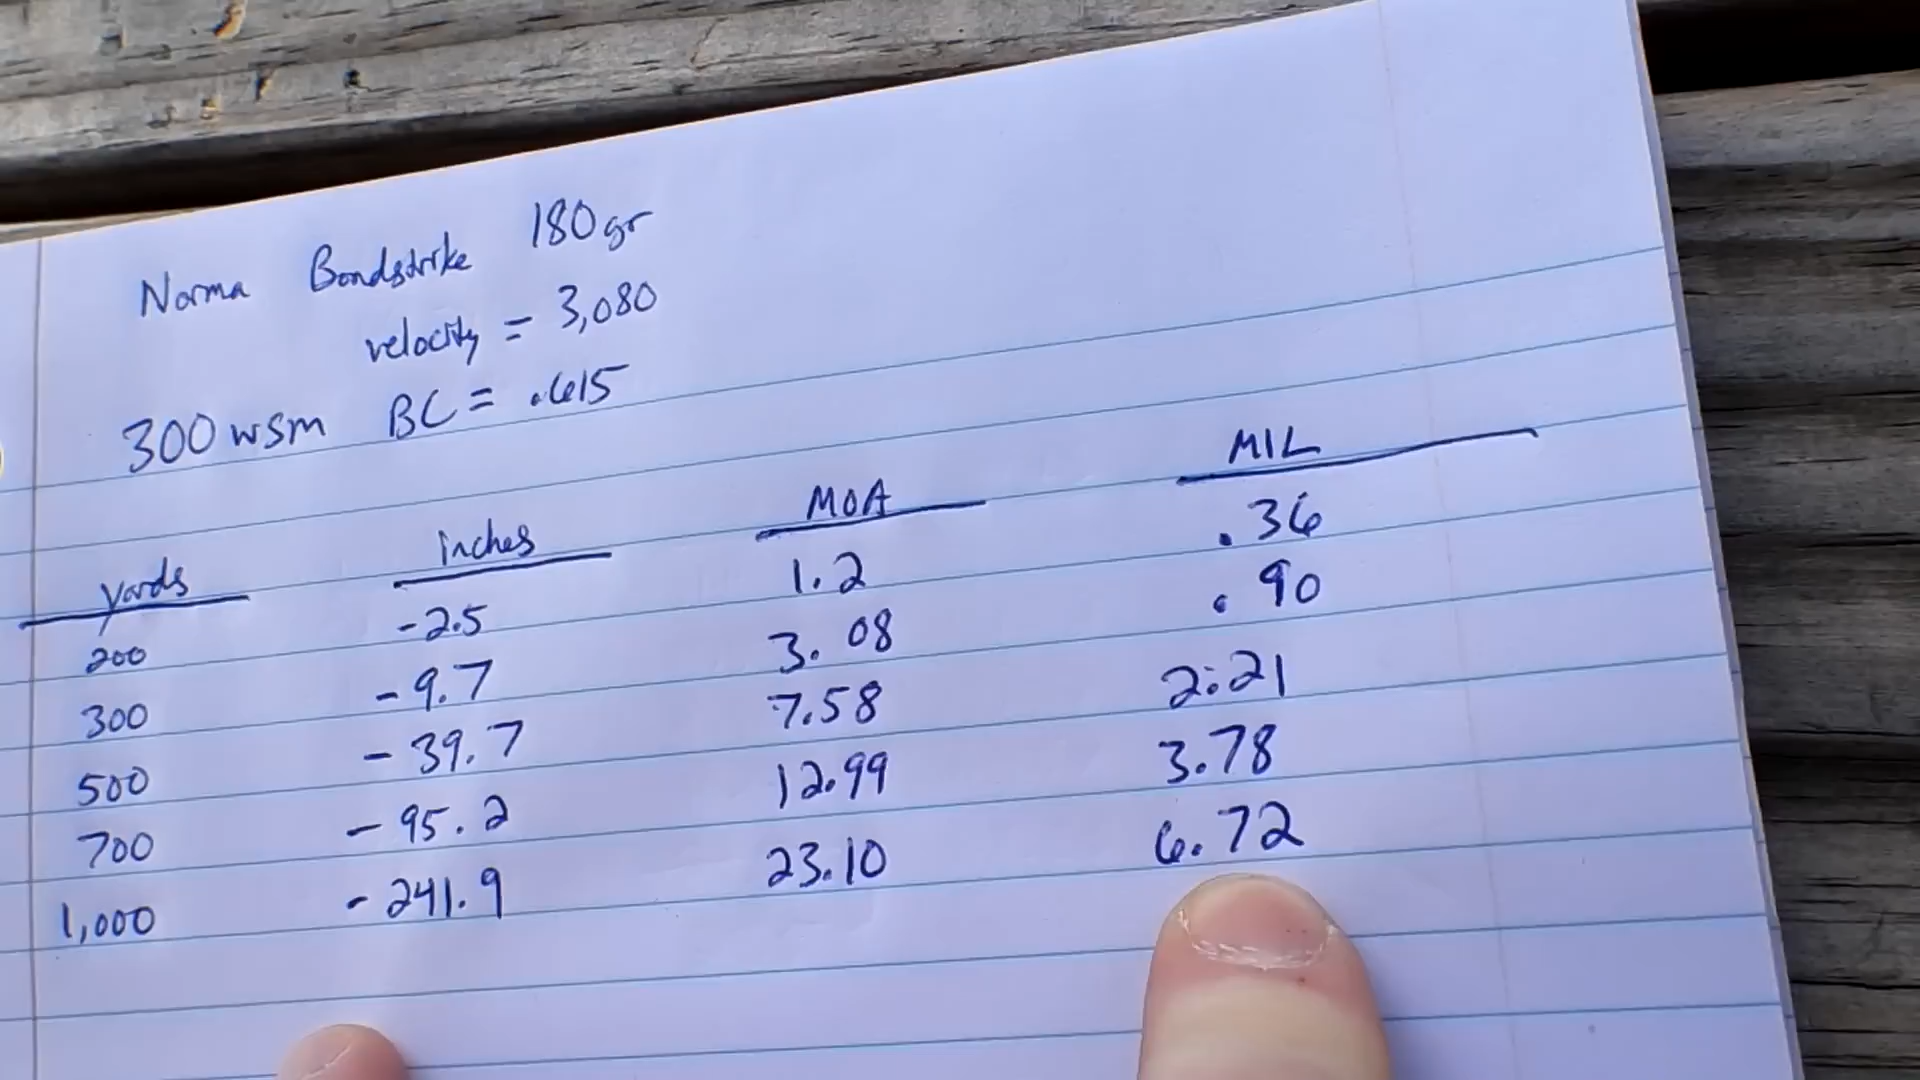 Norma Bondstrike 180gr
velocity = 3,080
300 WSM BC = .615
yards inches MOA MIL
200 -2.5 1.2 .36
300 -9.7 3.08 .90
500 -39.7 7.58 2.21
700 -95.2 12.99 3.78
1,000 -241.9 23.10 6.72